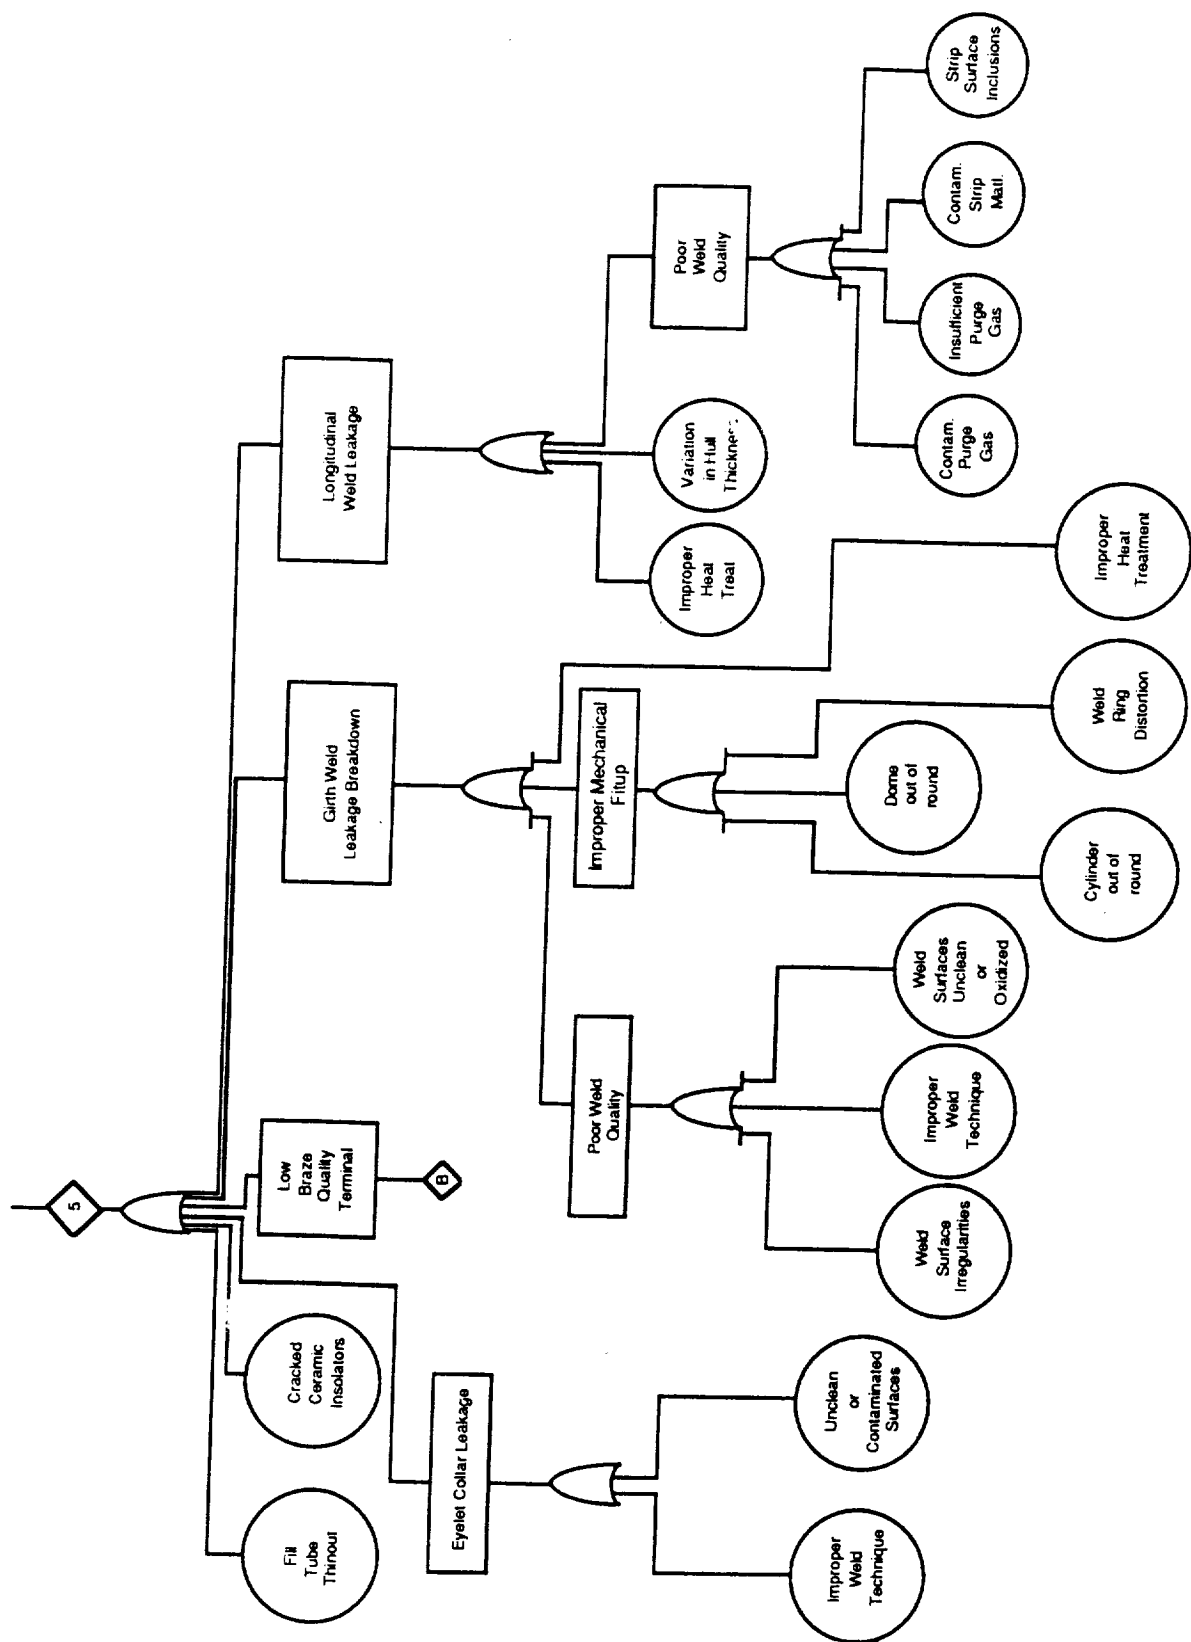 5
Fill
Tube
Thinout
Cracked
Ceramic
Insolators
Low
Braze
Quality
Terminal
B
Girth Weld
Leakage Breakdown
Longitudinal
Weld Leakage
Eyelet Collar Leakage
Improper
Weld
Technique
Unclean
or
Contaminated
Surfaces
Poor Weld
Quality
Weld
Surface
Irregularities
Improper
Weld
Technique
Weld
Surfaces
Unclean
or
Oxidized
Improper Mechanical
Fitup
Cylinder
out of
round
Dome
out of
round
Weld
Ring
Distortion
Improper
Heat
Treatment
Improper
Heat
Treat
Variation
in Hull
Thickness
Poor
Weld
Quality
Contam.
Purge
Gas
Insufficient
Purge
Gas
Contam.
Strip
Matl.
Strip
Surface
Inclusions